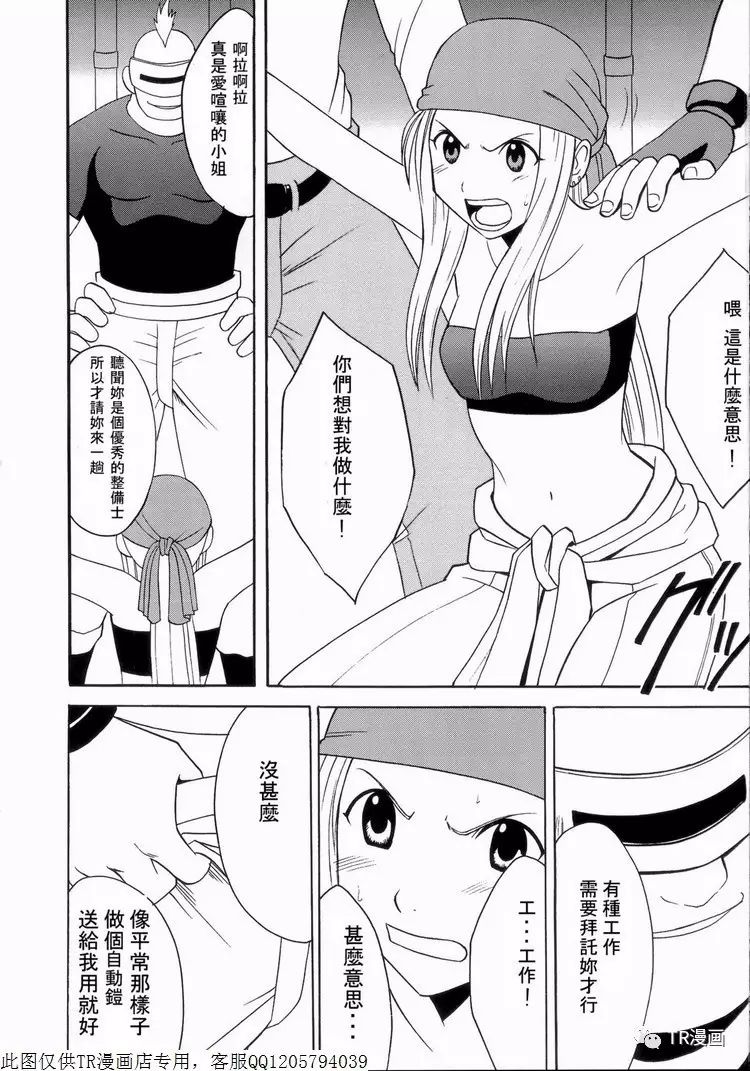 喂 這是什麼意思！
你們想對我做什麼！
啊拉啊拉
真是愛喧嚷的小姐
聽聞妳是個優秀的整備士
所以才請妳來一趟
グググ
有種工作
需要拜託妳才行
工･･･工作！
甚麼意思･･･
沒甚麼
像平常那樣子
做個自動鎧
送給我用就好
TR漫画
此图仅供TR漫画店专用，客服QQ1205794039